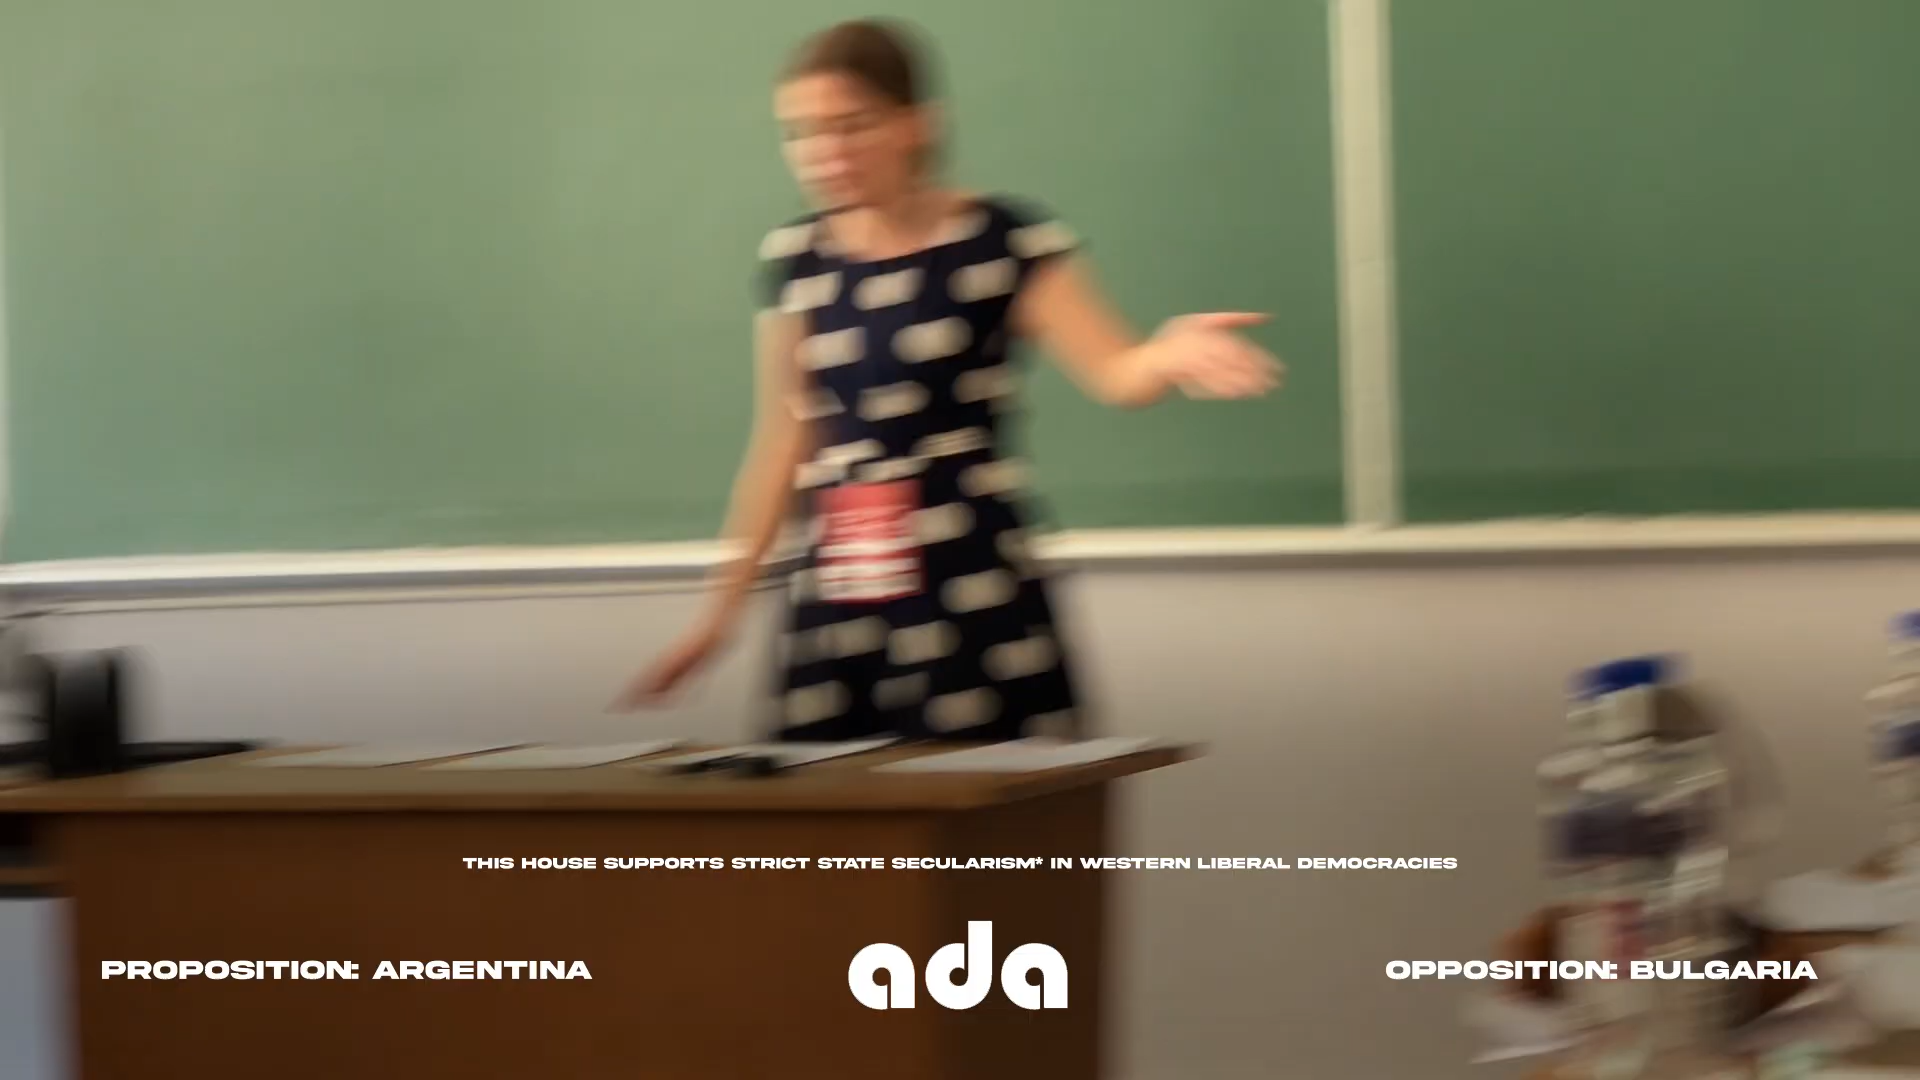 THIS HOUSE SUPPORTS STRICT STATE SECULARISM* IN WESTERN LIBERAL DEMOCRACIES
PROPOSITION: ARGENTINA
ada
OPPOSITION: BULGARIA